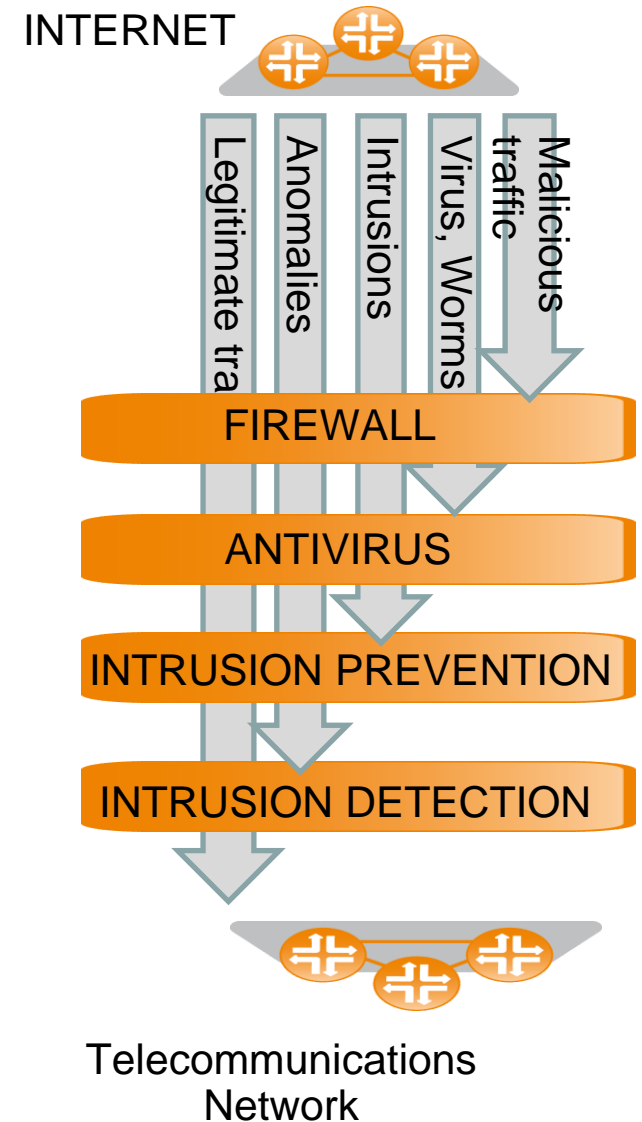 INTERNET
Legitimate tra
Anomalies
Intrusions
Virus, Worms
Malicious
traffic
FIREWALL
ANTIVIRUS
INTRUSION PREVENTION
INTRUSION DETECTION
Telecommunications
Network